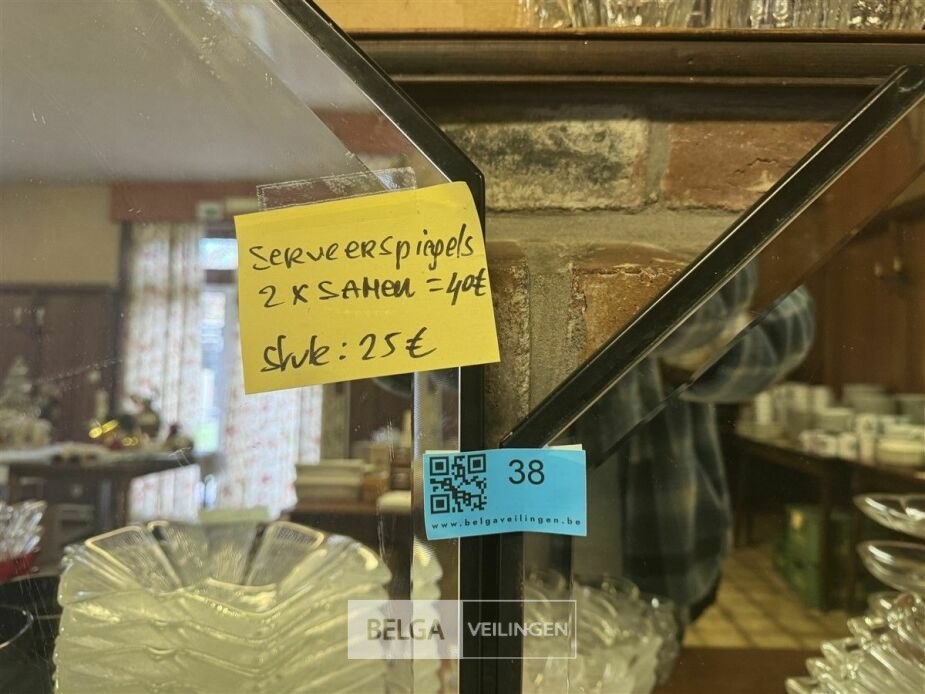 serveerspiegels
2 x SAMEN = 40€
stuk: 25€
38
www.belgaveilingen.be
BELGA VEILINGEN